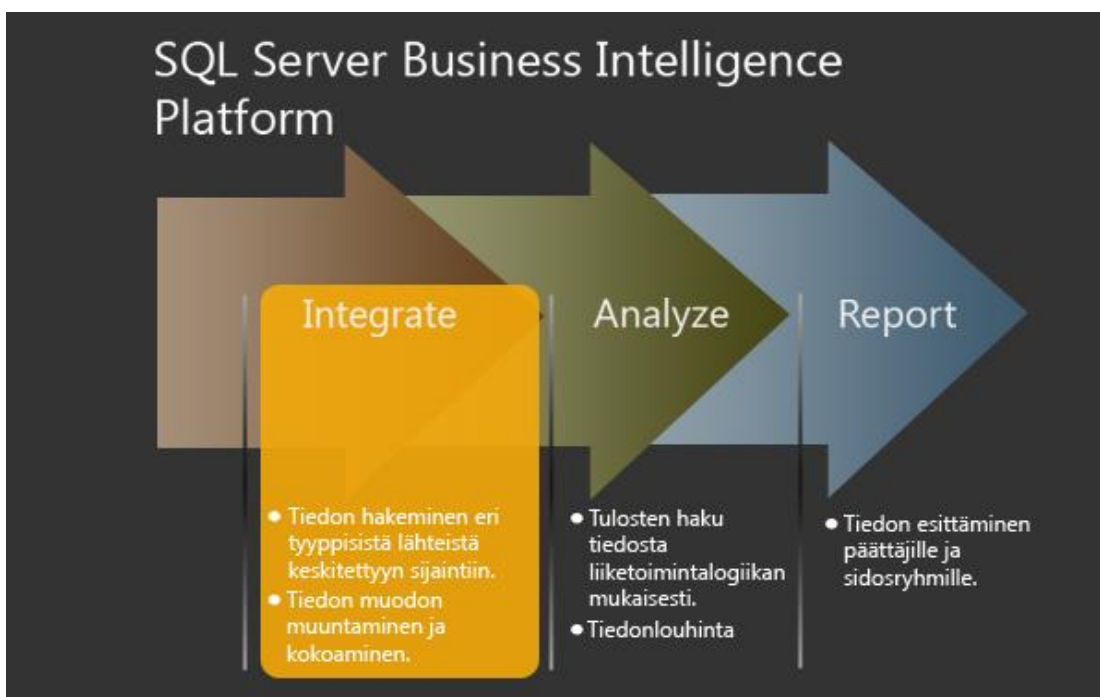 SQL Server Business Intelligence
Platform
Integrate
Analyze
Report
• Tiedon hakeminen eri
tyyppisistä lähteistä
keskitettyyn sijaintiin.
• Tiedon muodon
muuntaminen ja
kokoaminen.
• Tulosten haku
tiedosta
liiketoimintalogiikan
mukaisesti.
• Tiedonlouhinta
• Tiedon esittäminen
päättäjille ja
sidosryhmille.